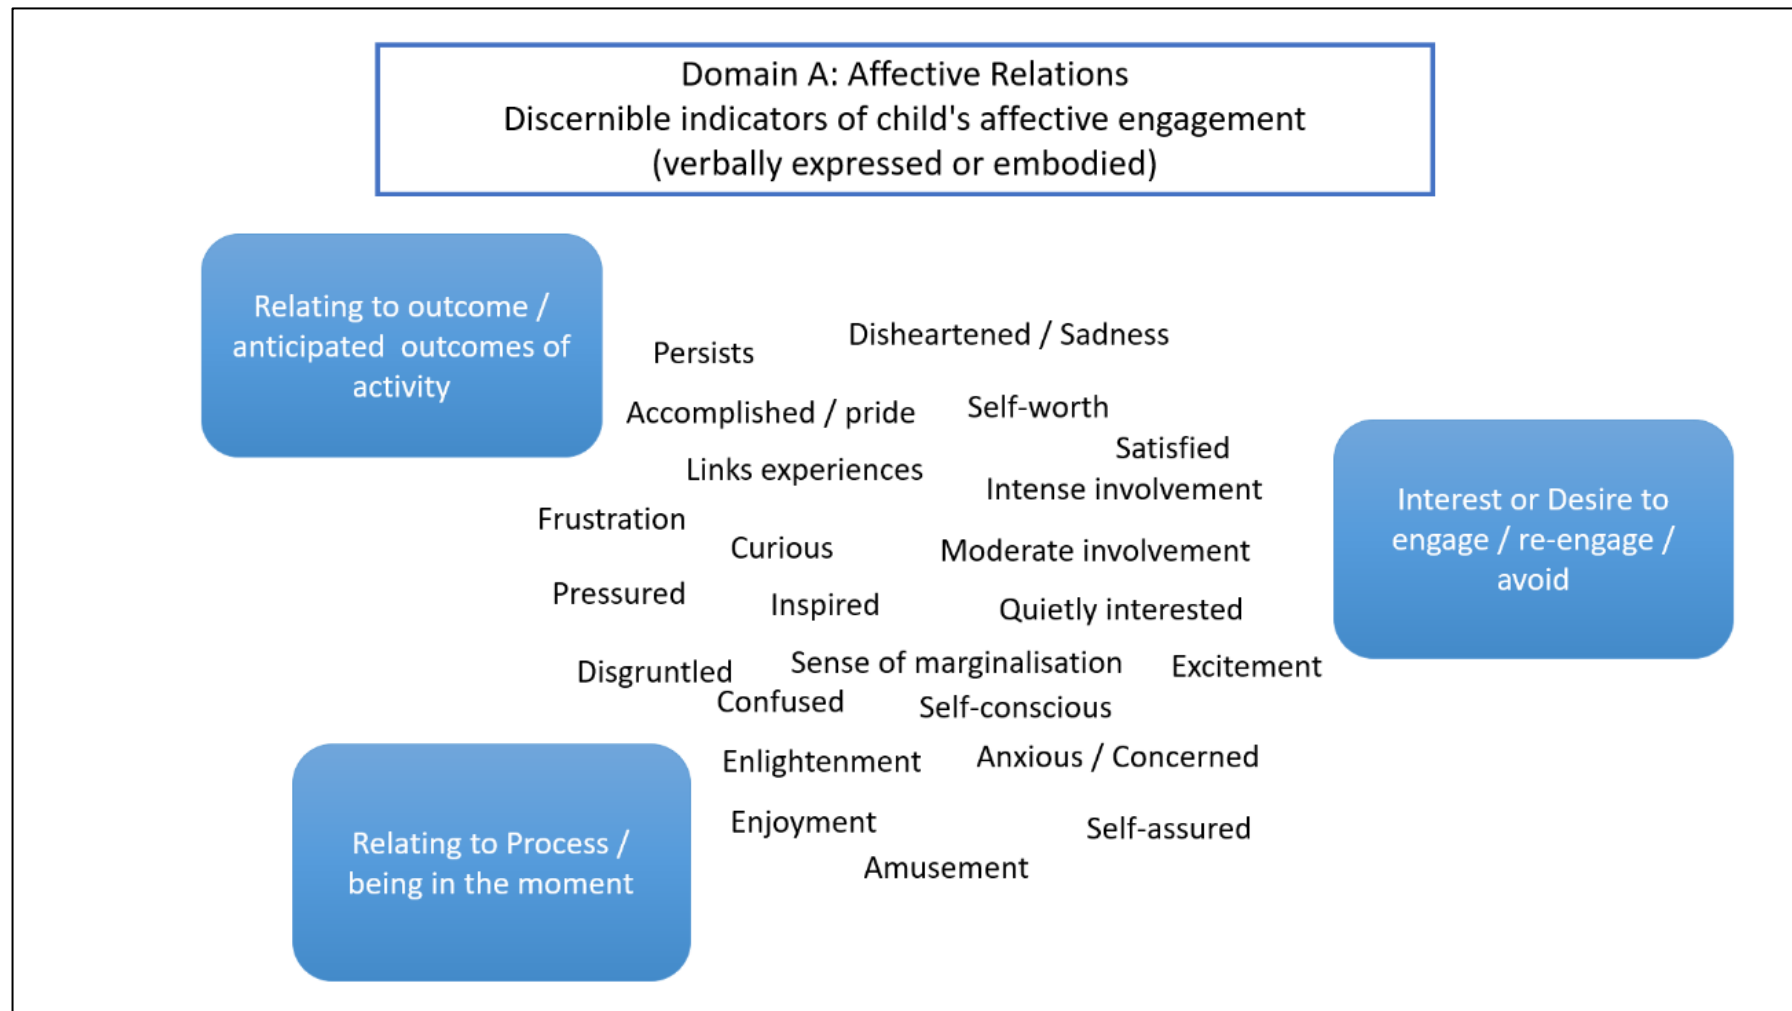 Domain A: Affective Relations
Discernible indicators of child's affective engagement
(verbally expressed or embodied)
Relating to outcome /
anticipated  outcomes of
activity
Persists
Disheartened / Sadness
Accomplished / pride
Self-worth
Satisfied
Links experiences
Intense involvement
Interest or Desire to
engage / re-engage /
avoid
Frustration
Curious
Moderate involvement
Pressured
Inspired
Quietly interested
Disgruntled
Sense of marginalisation
Excitement
Confused
Self-conscious
Enlightenment
Anxious / Concerned
Enjoyment
Self-assured
Amusement
Relating to Process /
being in the moment